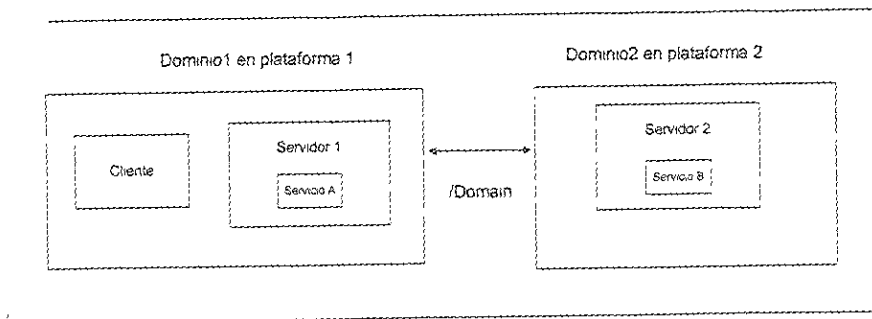 Dominio1 en plataforma 1
Dominio2 en plataforma 2
Cliente
Servidor 1
Servicio A
/Domain
Servidor 2
Servicio B